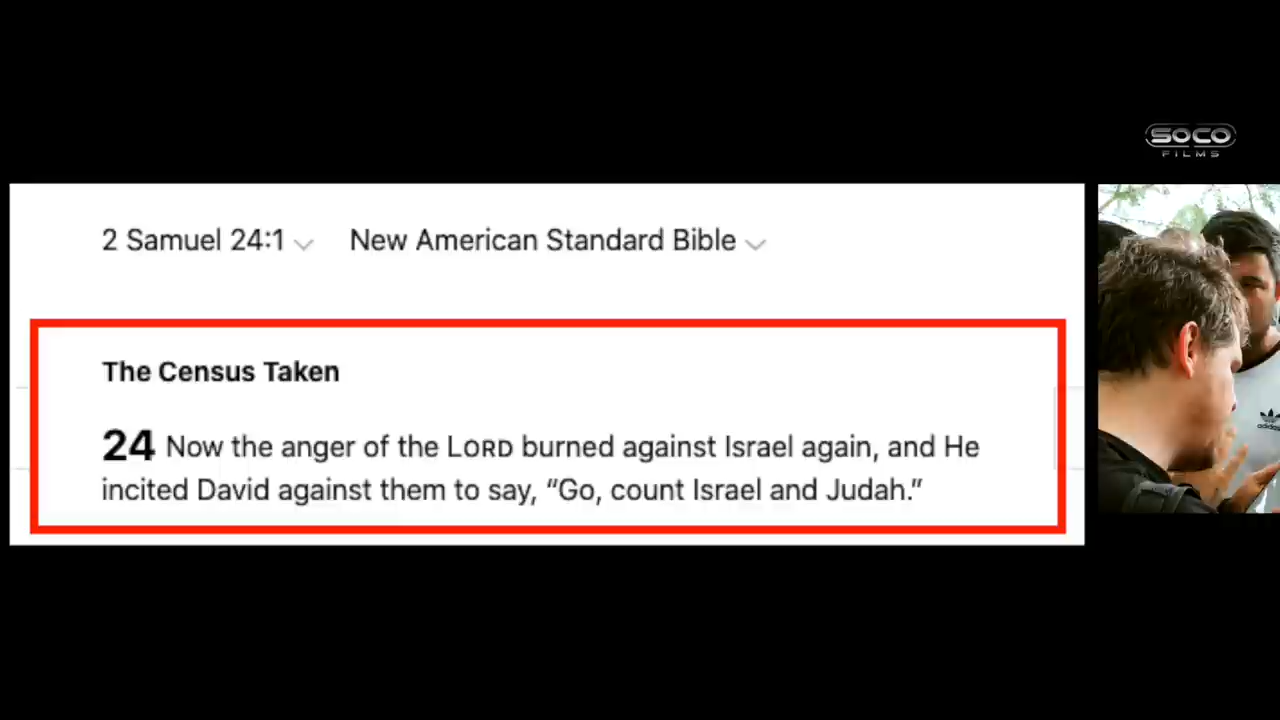 SOCO
FILMS
2 Samuel 24:1 New American Standard Bible
The Census Taken
24 Now the anger of the LORD burned against Israel again, and He
incited David against them to say, “Go, count Israel and Judah.”
adidas